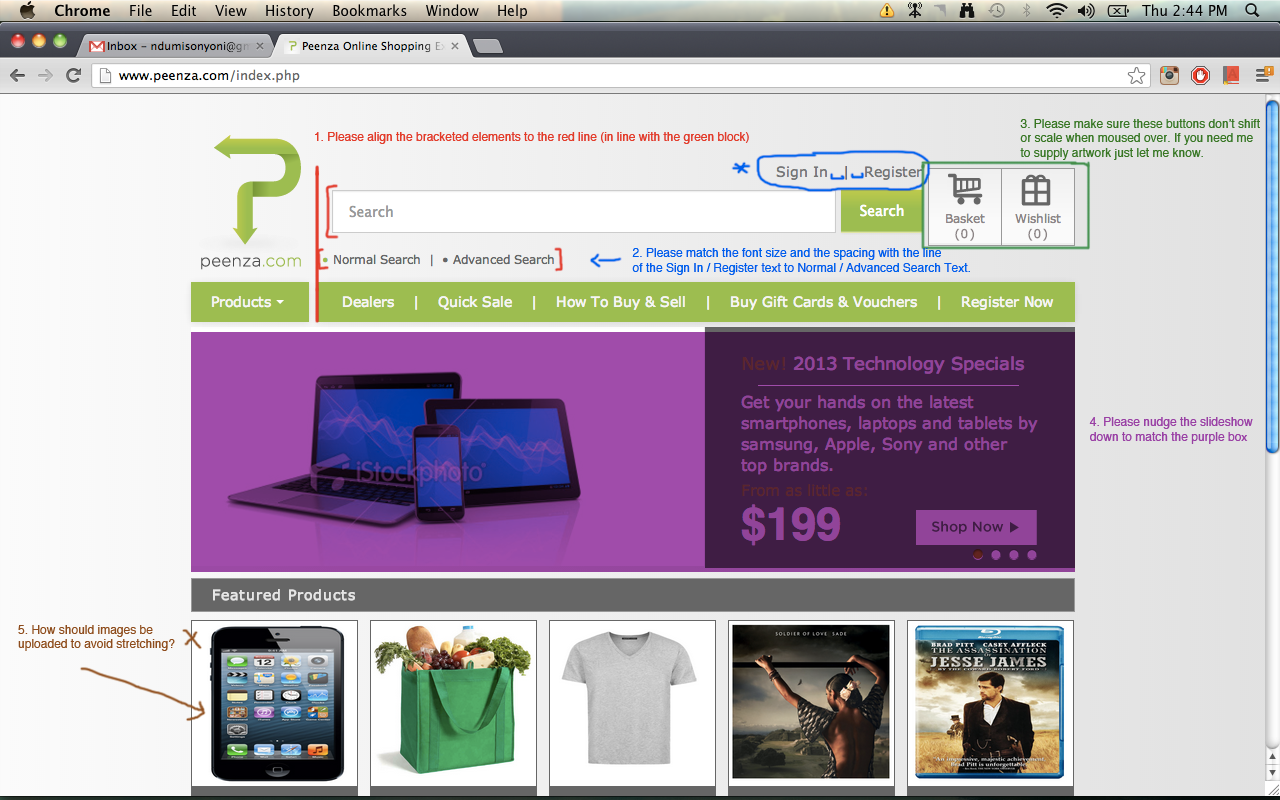 Chrome File Edit View History Bookmarks Window Help Thu 2:44 PM
Inbox – ndumisonyoni@gm
Peenza Online Shopping Ex
www.peenza.com/index.php
1. Please align the bracketed elements to the red line (in line with the green block)
3. Please make sure these buttons don't shift
or scale when moused over. If you need me
to supply artwork just let me know.
Sign In | Register
Search
Search
Basket
(0)
Wishlist
(0)
peenza.com
• Normal Search | • Advanced Search
2. Please match the font size and the spacing with the line
of the Sign In / Register text to Normal / Advanced Search Text.
Products
Dealers | Quick Sale | How To Buy & Sell | Buy Gift Cards & Vouchers | Register Now
New! 2013 Technology Specials
Get your hands on the latest
smartphones, laptops and tablets by
samsung, Apple, Sony and other
top brands.
From as little as:
$199
Shop Now
iStockphoto
4. Please nudge the slideshow
down to match the purple box
Featured Products
5. How should images be
uploaded to avoid stretching?
12
SOLDIER OF LOVE, SADE
BRAD PITT CASEY AFFLECK
THE ASSASSINATION
OF JESSE JAMES
BY THE COWARD ROBERT FORD